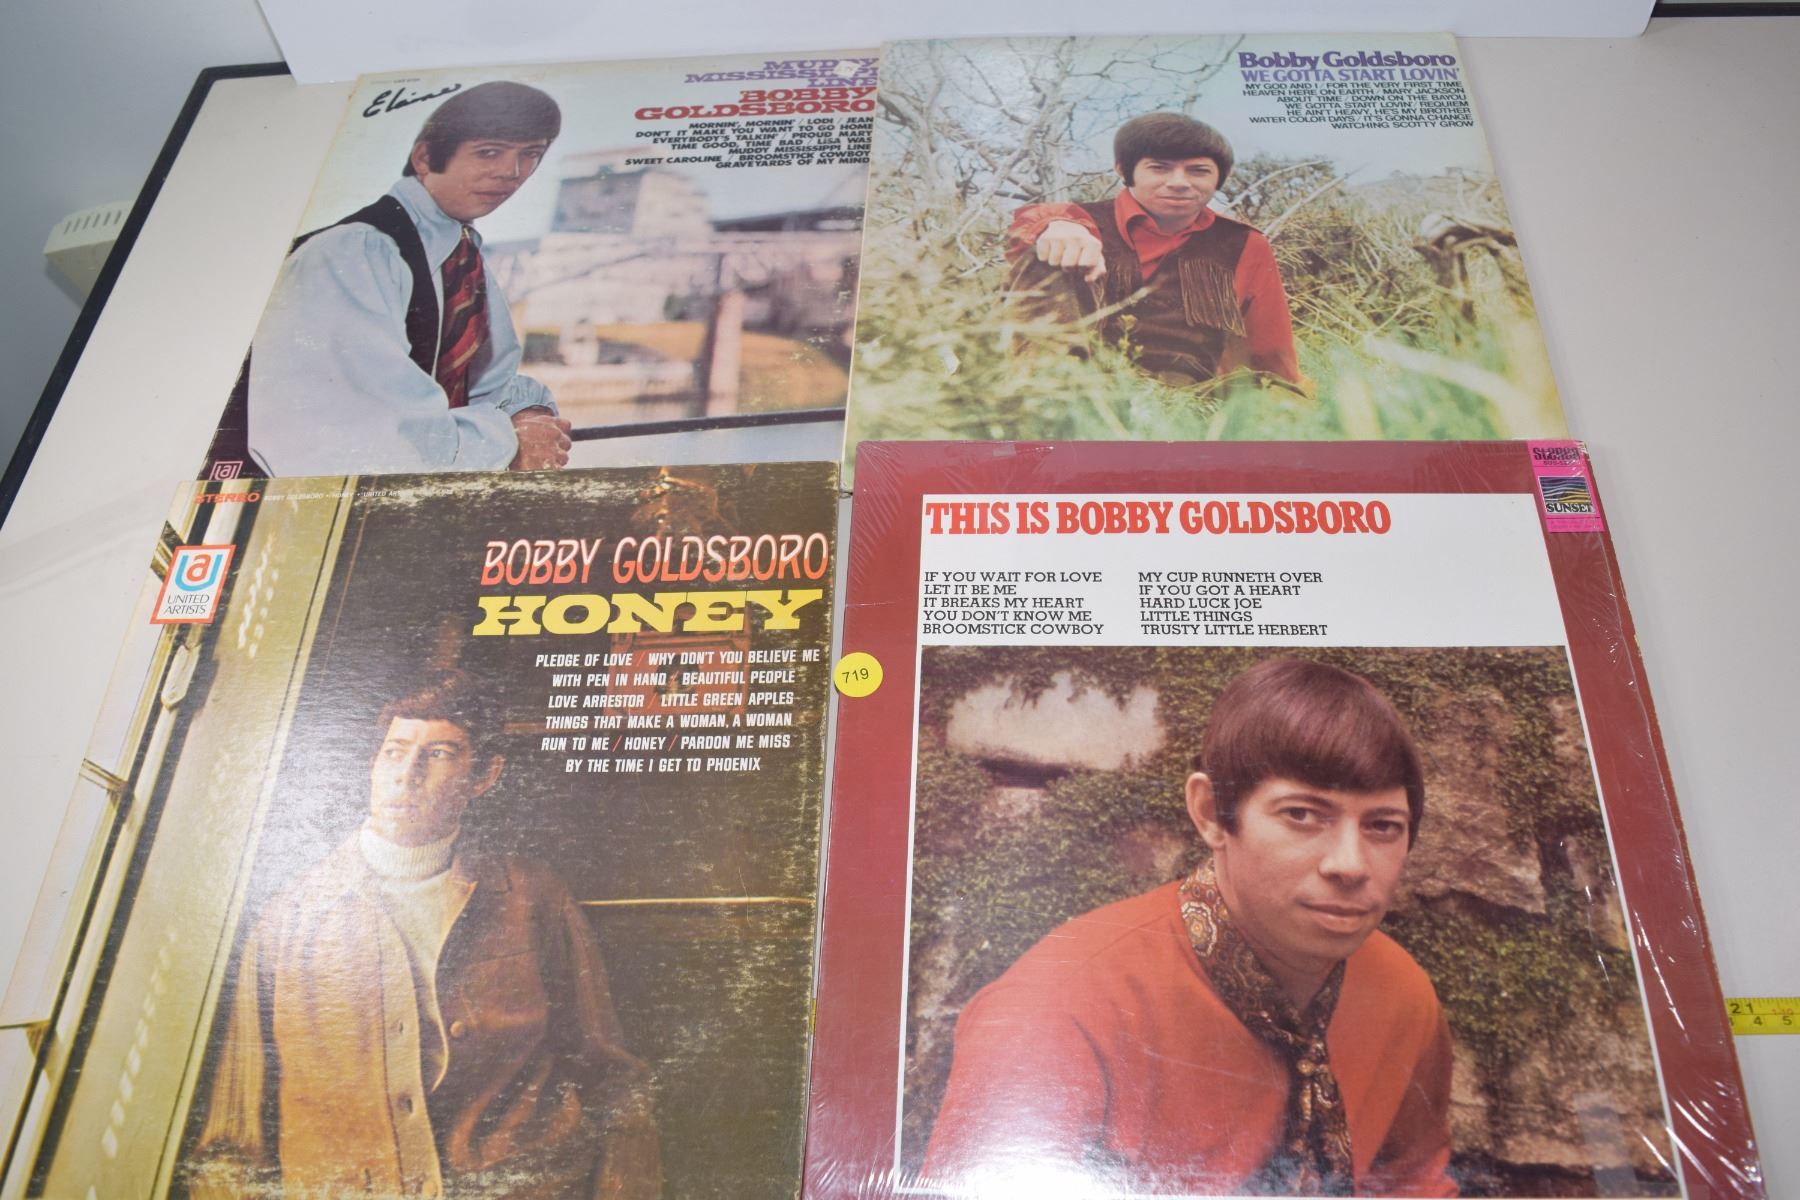 Elaine
MUDDY
MISSISSIPPI
LINE
BOBBY
GOLDSBORO
MORNIN', MORNIN' / LODI / JEAN
DON'T IT MAKE YOU WANT TO GO HOME
EVERYBODY'S TALKIN' / PROUD MARY
TIME GOOD, TIME BAD / LISA WAS
MUDDY MISSISSIPPI LINE
SWEET CAROLINE / BROOMSTICK COWBOY
GRAVEYARDS OF MY MIND
Bobby Goldsboro
WE GOTTA START LOVIN'
MY GOD AND I / FOR THE VERY FIRST TIME
HEAVEN HERE ON EARTH / MARY JACKSON
ABOUT TIME / DOWN ON THE BAYOU
WE GOTTA START LOVIN' / REQUIEM
HE AIN'T HEAVY, HE'S MY BROTHER
WATER COLOR DAYS / IT'S GONNA CHANGE
WATCHING SCOTTY GROW
STEREO BOBBY GOLDSBORO • HONEY • UNITED
UNITED
ARTISTS
BOBBY GOLDSBORO
HONEY
PLEDGE OF LOVE / WHY DON'T YOU BELIEVE ME
WITH PEN IN HAND / BEAUTIFUL PEOPLE
LOVE ARRESTOR / LITTLE GREEN APPLES
THINGS THAT MAKE A WOMAN, A WOMAN
RUN TO ME / HONEY / PARDON ME MISS
BY THE TIME I GET TO PHOENIX
719
STEREO
SUNSET
THIS IS BOBBY GOLDSBORO
IF YOU WAIT FOR LOVE
LET IT BE ME
IT BREAKS MY HEART
YOU DON'T KNOW ME
BROOMSTICK COWBOY
MY CUP RUNNETH OVER
IF YOU GOT A HEART
HARD LUCK JOE
LITTLE THINGS
TRUSTY LITTLE HERBERT
21
4 5